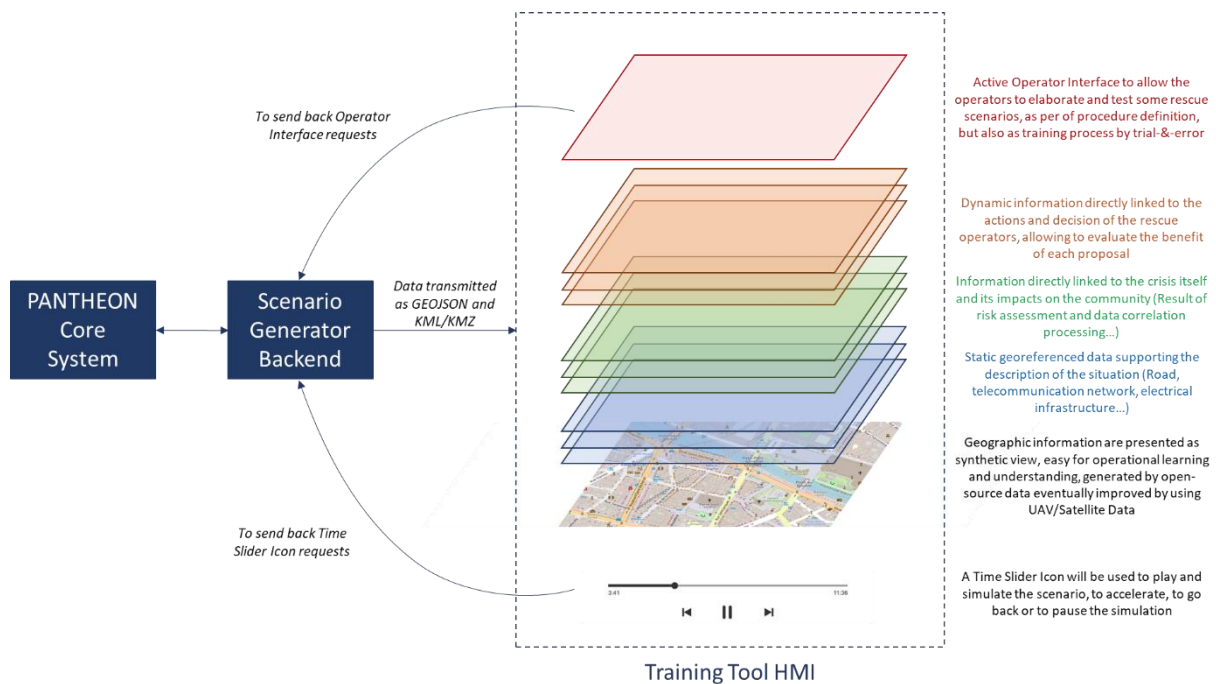 Active Operator Interface to allow the
operators to elaborate and test some rescue
scenarios, as per of procedure definition,
but also as training process by trial-&-error
To send back Operator
Interface requests
Dynamic information directly linked to the
actions and decision of the rescue
operators, allowing to evaluate the benefit
of each proposal
PANTHEON
Core
System
Scenario
Generator
Backend
Data transmitted
as GEOJSON and
KML/KMZ
Information directly linked to the crisis itself
and its impacts on the community (Result of
risk assessment and data correlation
processing...)
Static georeferenced data supporting the
description of the situation (Road,
telecommunication network, electrical
infrastructure...)
Geographic information are presented as
synthetic view, easy for operational learning
and understanding, generated by open-
source data eventually improved by using
UAV/Satellite Data
To send back Time
Slider Icon requests
3:41
11:38
A Time Slider Icon will be used to play and
simulate the scenario, to accelerate, to go
back or to pause the simulation
Training Tool HMI